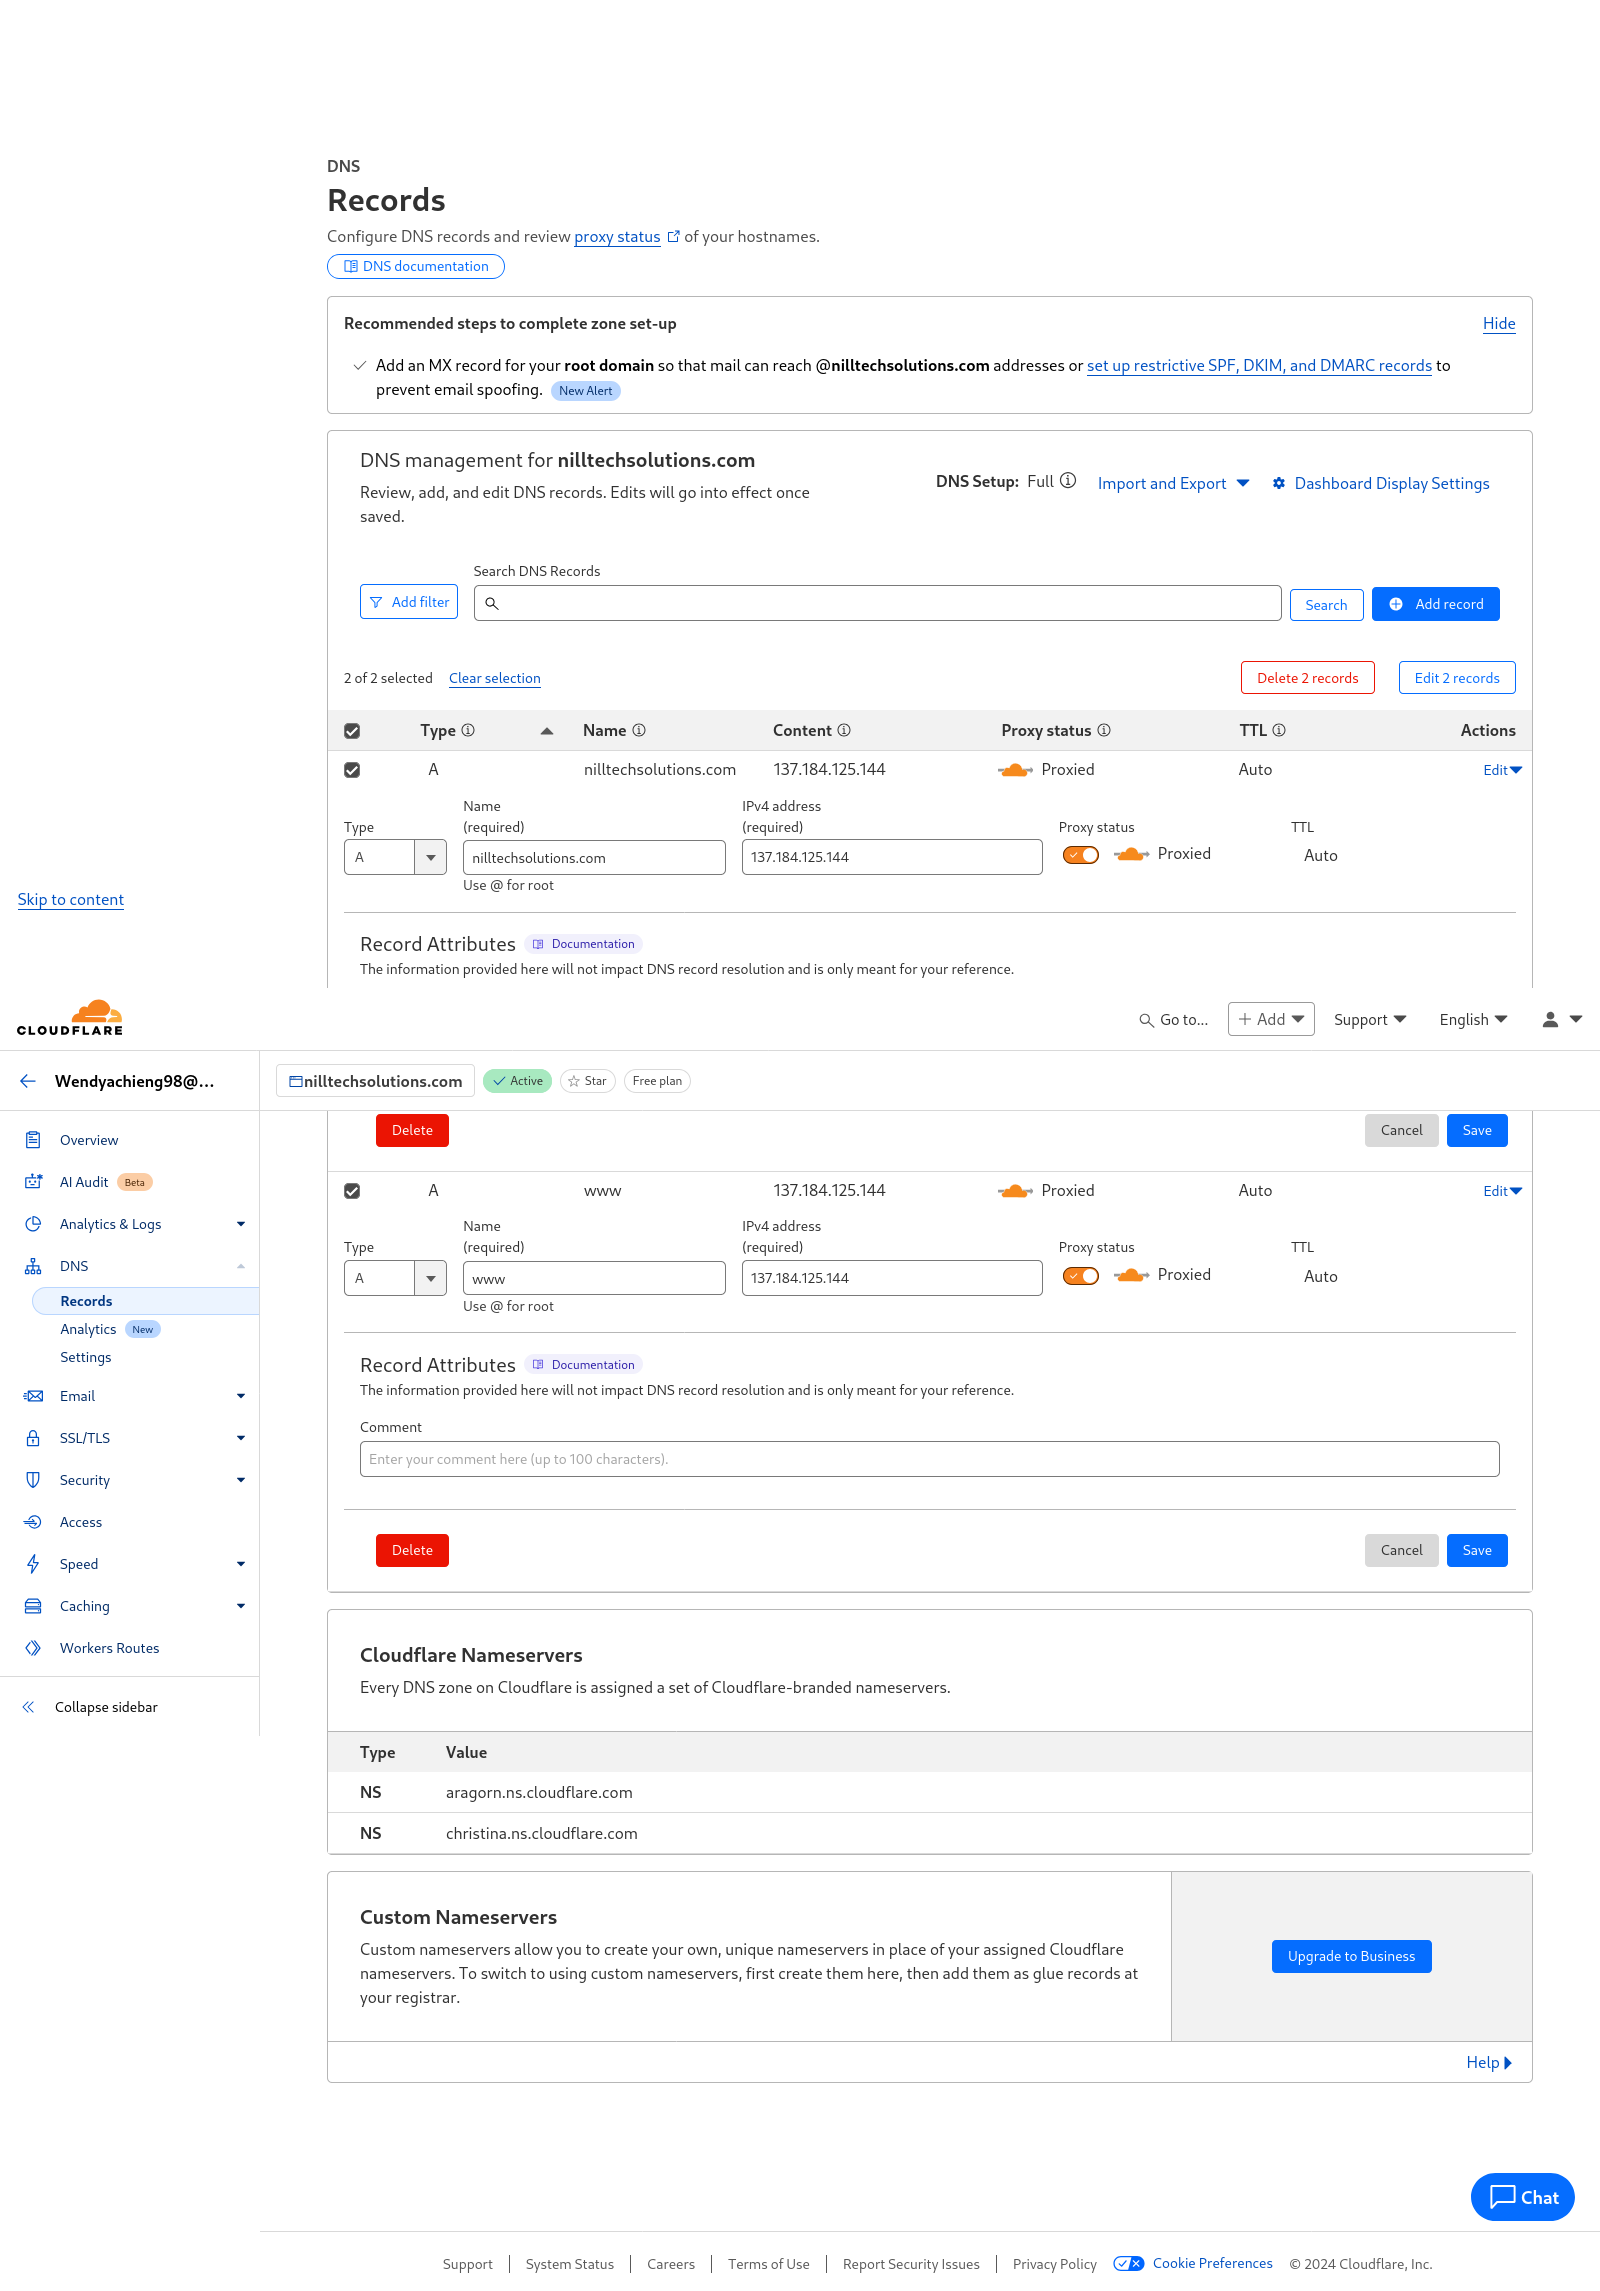 DNS
Records
Configure DNS records and review proxy status of your hostnames.
DNS documentation
Recommended steps to complete zone set-up
Hide
Add an MX record for your root domain so that mail can reach @nilltechsolutions.com addresses or set up restrictive SPF, DKIM, and DMARC records to
prevent email spoofing. New Alert
DNS management for nilltechsolutions.com
Review, add, and edit DNS records. Edits will go into effect once
saved.
DNS Setup: Full
Import and Export
Dashboard Display Settings
Search DNS Records
Add filter
Search
Add record
2 of 2 selected Clear selection
Delete 2 records
Edit 2 records
Type Name Content Proxy status TTL Actions
A nilltechsolutions.com 137.184.125.144 Proxied Auto Edit
Type
Name
(required)
IPv4 address
(required)
Proxy status
TTL
A nilltechsolutions.com 137.184.125.144 Proxied Auto
Use @ for root
Skip to content
Record Attributes Documentation
The information provided here will not impact DNS record resolution and is only meant for your reference.
CLOUDFLARE
Go to...
Add
Support
English
Wendyachieng98@...
nilltechsolutions.com Active Star Free plan
Overview
AI Audit Beta
Analytics & Logs
DNS
Records
Analytics New
Settings
Email
SSL/TLS
Security
Access
Speed
Caching
Workers Routes
Collapse sidebar
Delete
Cancel
Save
A www 137.184.125.144 Proxied Auto Edit
Type
Name
(required)
IPv4 address
(required)
Proxy status
TTL
A www 137.184.125.144 Proxied Auto
Use @ for root
Record Attributes Documentation
The information provided here will not impact DNS record resolution and is only meant for your reference.
Comment
Enter your comment here (up to 100 characters).
Delete
Cancel
Save
Cloudflare Nameservers
Every DNS zone on Cloudflare is assigned a set of Cloudflare-branded nameservers.
Type Value
NS aragorn.ns.cloudflare.com
NS christina.ns.cloudflare.com
Custom Nameservers
Custom nameservers allow you to create your own, unique nameservers in place of your assigned Cloudflare
nameservers. To switch to using custom nameservers, first create them here, then add them as glue records at
your registrar.
Upgrade to Business
Help
Chat
Support System Status Careers Terms of Use Report Security Issues Privacy Policy Cookie Preferences © 2024 Cloudflare, Inc.